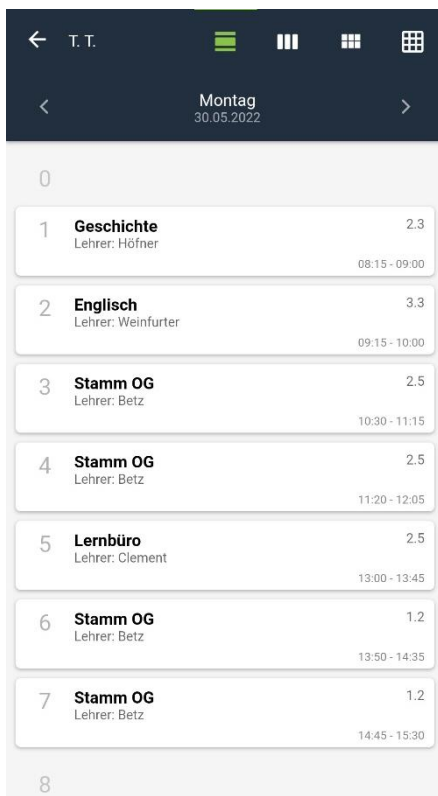 T. T.
Montag
30.05.2022
0
1 Geschichte 2.3
Lehrer: Höfner
08:15 - 09:00
2 Englisch 3.3
Lehrer: Weinfurter
09:15 - 10:00
3 Stamm OG 2.5
Lehrer: Betz
10:30 - 11:15
4 Stamm OG 2.5
Lehrer: Betz
11:20 - 12:05
5 Lernbüro 2.5
Lehrer: Clement
13:00 - 13:45
6 Stamm OG 1.2
Lehrer: Betz
13:50 - 14:35
7 Stamm OG 1.2
Lehrer: Betz
14:45 - 15:30
8